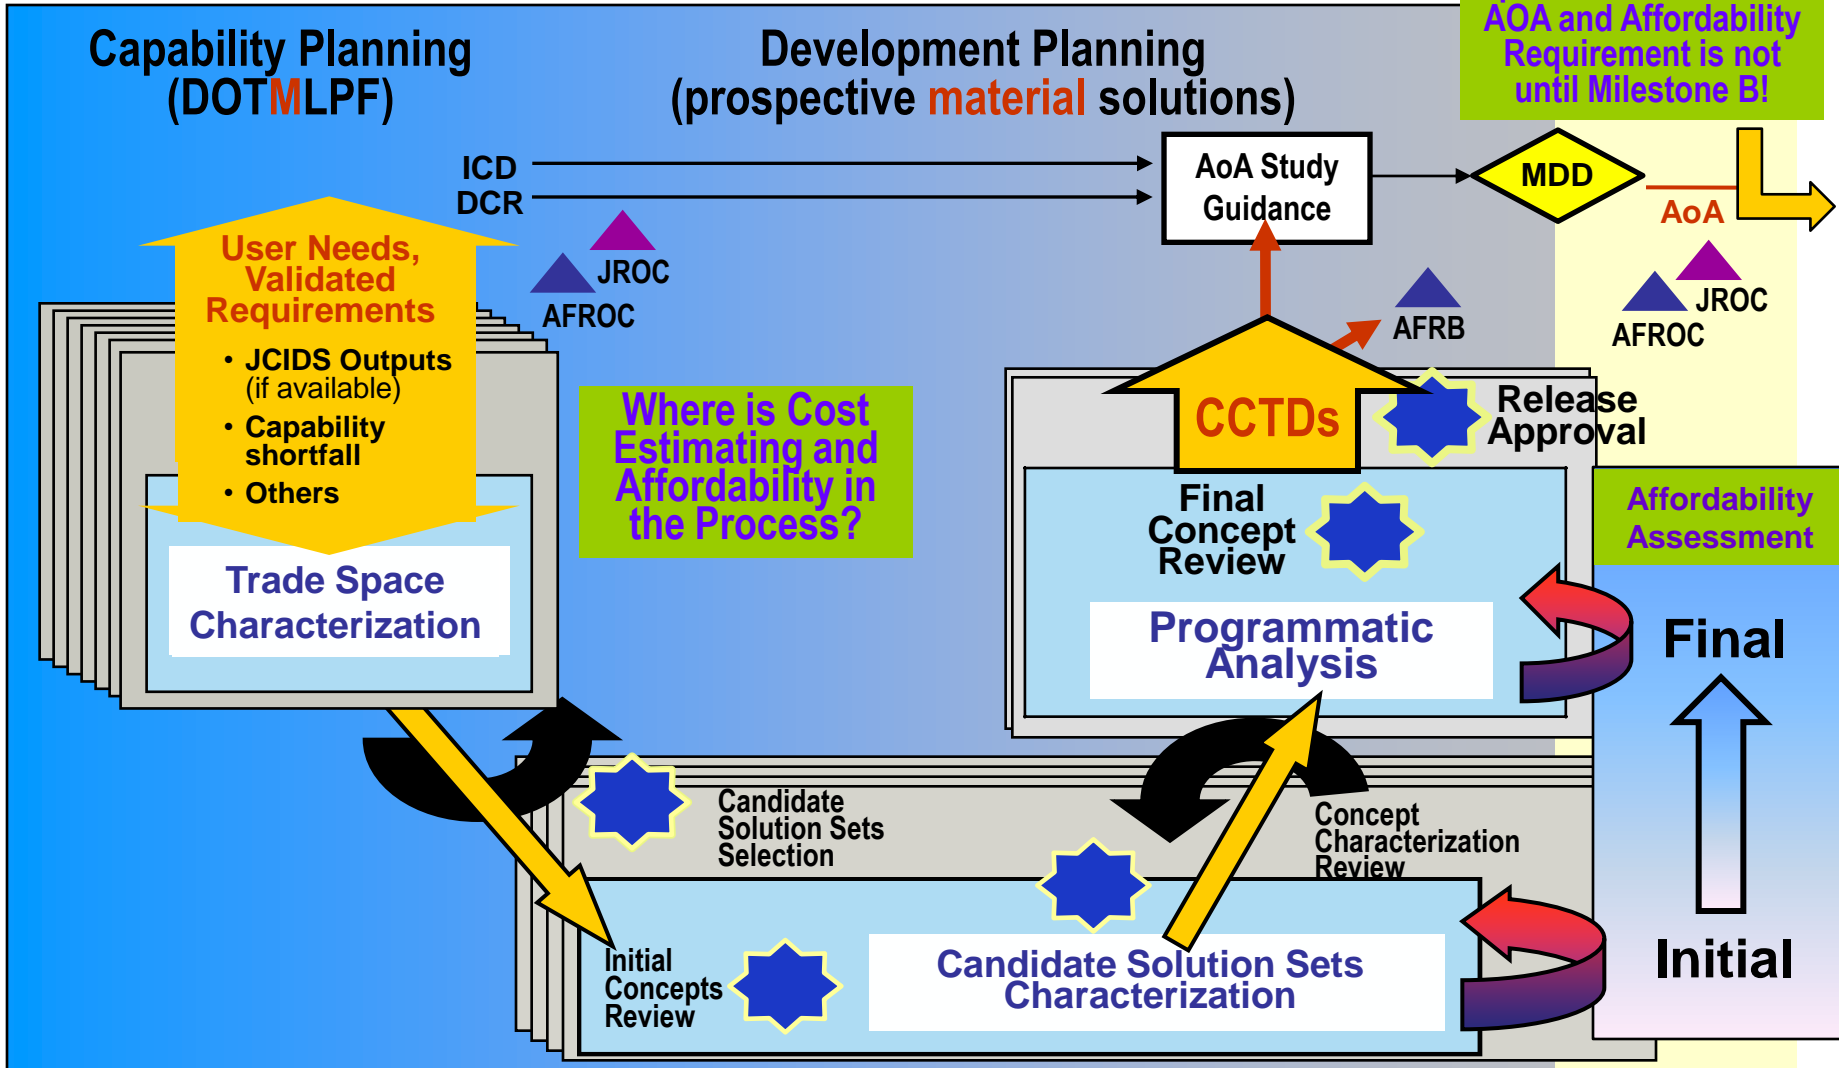 Capability Planning
(DOTMLPF)
Development Planning
(prospective material solutions)
AOA and Affordability
Requirement is not
until Milestone B!
ICD
DCR
AoA Study
Guidance
MDD
AoA
User Needs,
Validated
Requirements
• JCIDS Outputs
(if available)
• Capability
shortfall
• Others
JROC
AFROC
AFRB
JROC
AFROC
Where is Cost
Estimating and
Affordability in
the Process?
CCTDs
Release
Approval
Final
Concept
Review
Affordability
Assessment
Trade Space
Characterization
Programmatic
Analysis
Final
Candidate
Solution Sets
Selection
Concept
Characterization
Review
Initial
Concepts
Review
Candidate Solution Sets
Characterization
Initial